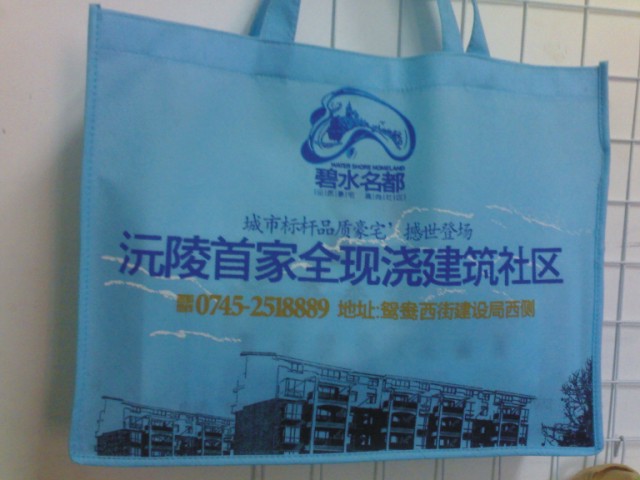 碧水名都
城市标杆品质豪宅 撼世登场
沅陵首家全现浇建筑社区
0745-2518889 地址:鸳鸯西街建设局西侧